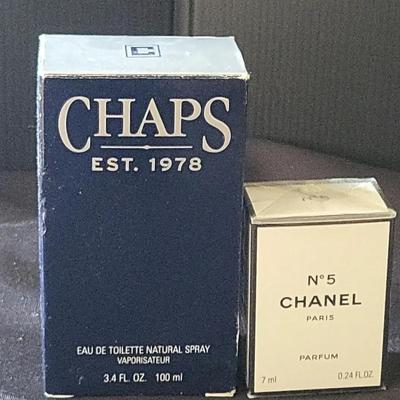 CHAPS
EST. 1978
EAU DE TOILETTE NATURAL SPRAY
VAPORISATEUR
3.4 FL. OZ. 100 ml
N°5
N°5
CHANEL
PARIS
PARFUM
7 ml 0.24 FL.OZ.